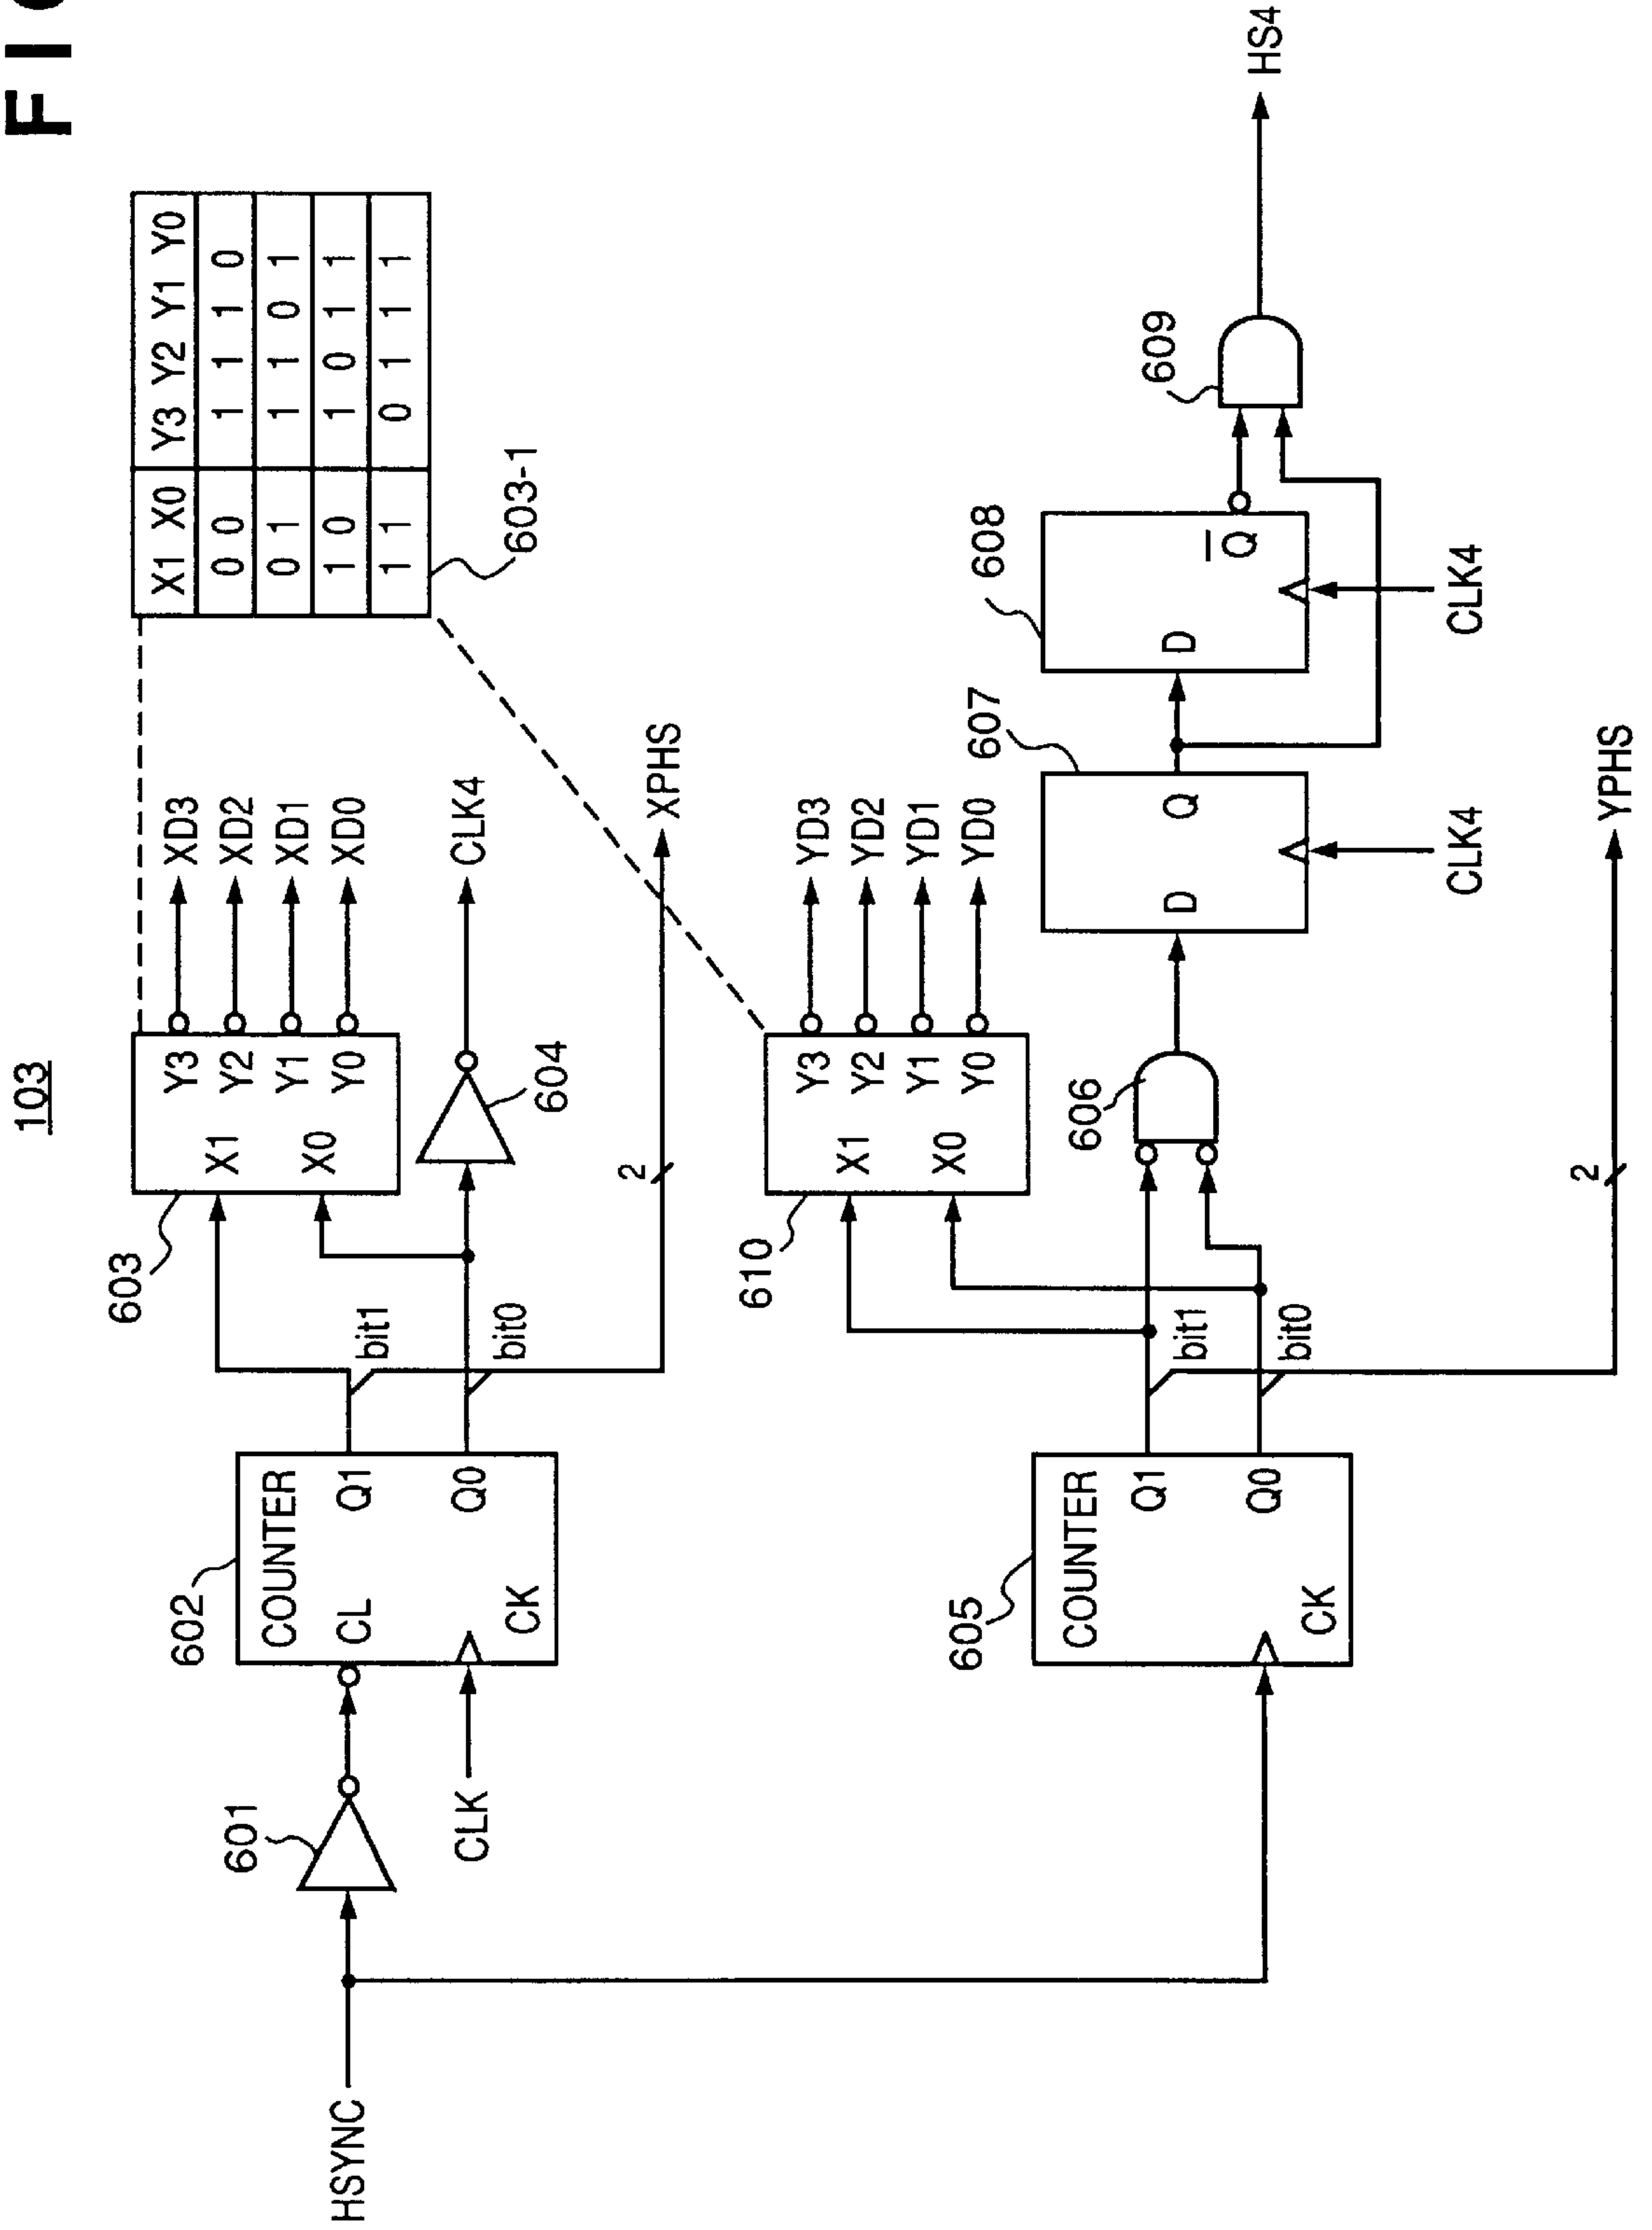 FI
103
X1 X0 Y3 Y2 Y1 Y0
0 0 1 1 1 0
0 1 1 1 0 1
1 0 1 0 1 1
1 1 0 1 1 1
603-1
603
X1
X0
Y3
Y2
Y1
Y0
XD3
XD2
XD1
XD0
601
602
COUNTER
CL
CK
Q1
Q0
HSYNC
CLK
bit1
bit0
604
CLK4
2
XPHS
610
X1
X0
Y3
Y2
Y1
Y0
YD3
YD2
YD1
YD0
605
COUNTER
CK
Q1
Q0
bit1
bit0
606
607
D
Q
CLK4
608
D
Q̅
CLK4
609
HS4
2
YPHS